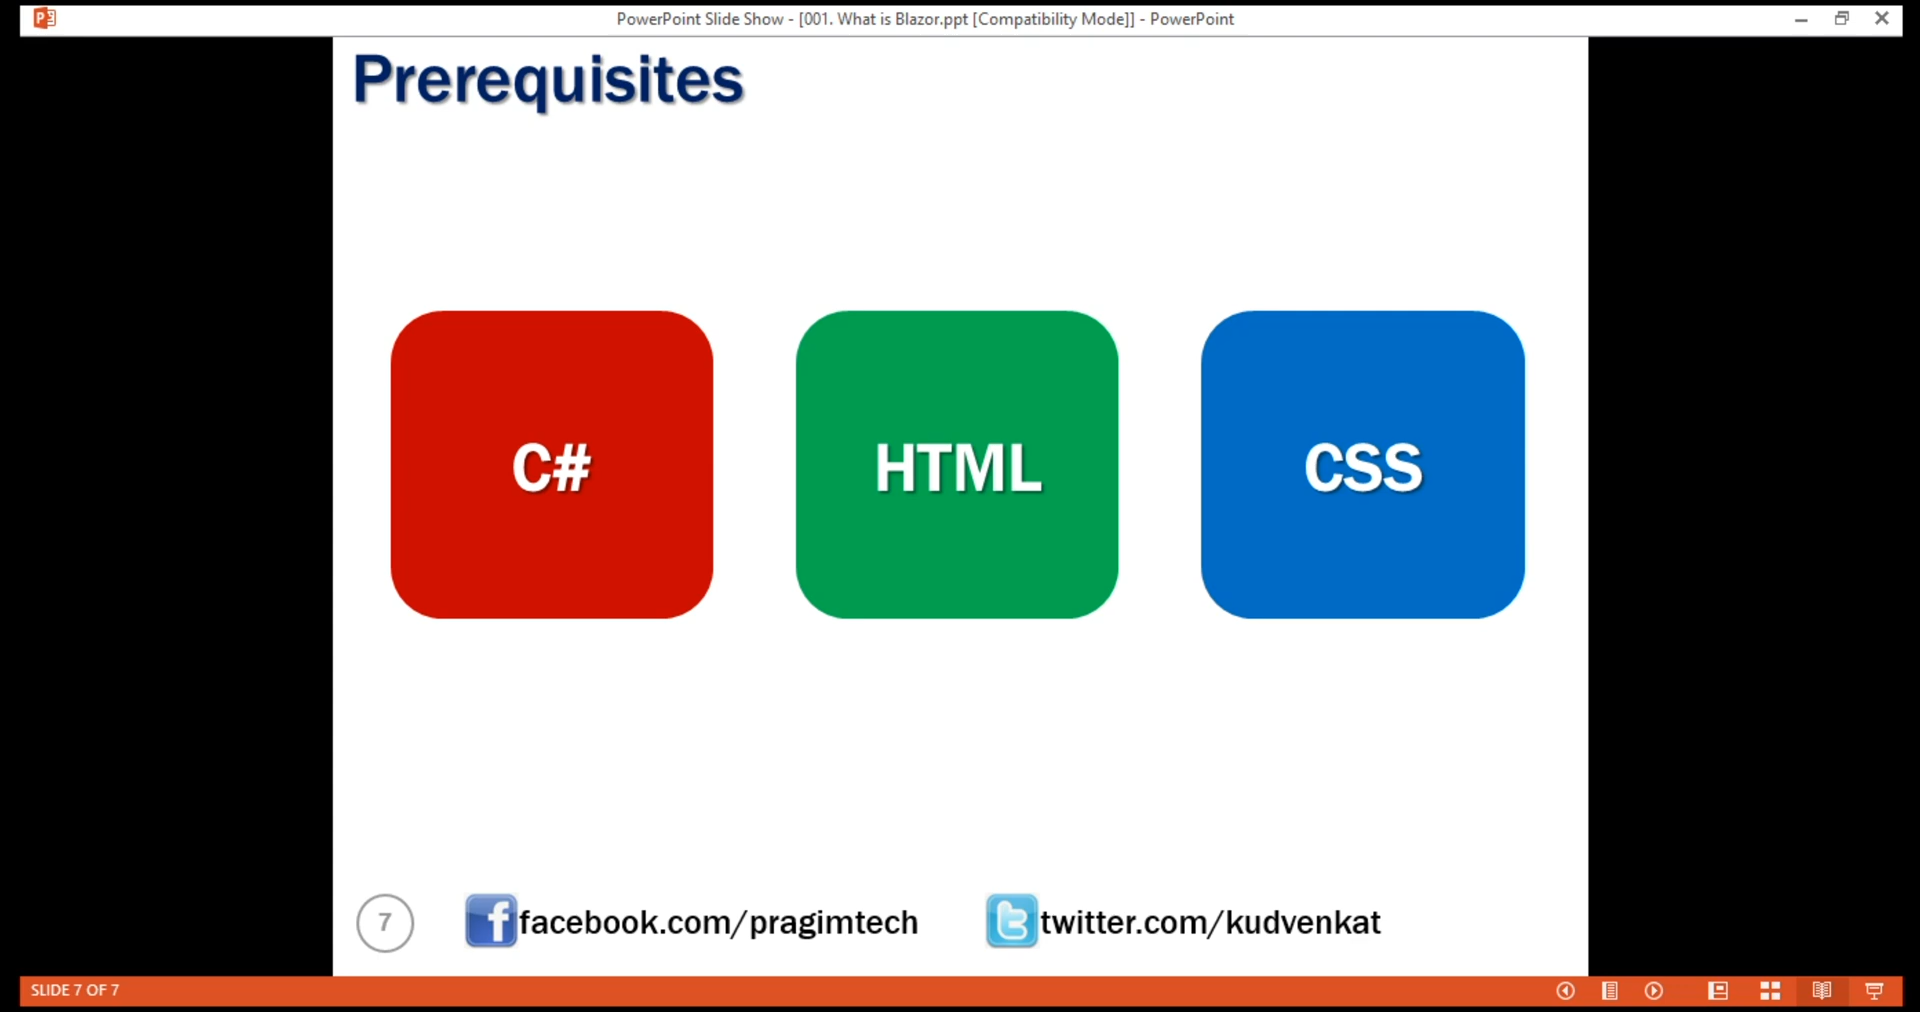 PowerPoint Slide Show - [001. What is Blazor.ppt [Compatibility Mode]] - PowerPoint
Prerequisites
C#
HTML
CSS
7
facebook.com/pragimtech
twitter.com/kudvenkat
SLIDE 7 OF 7